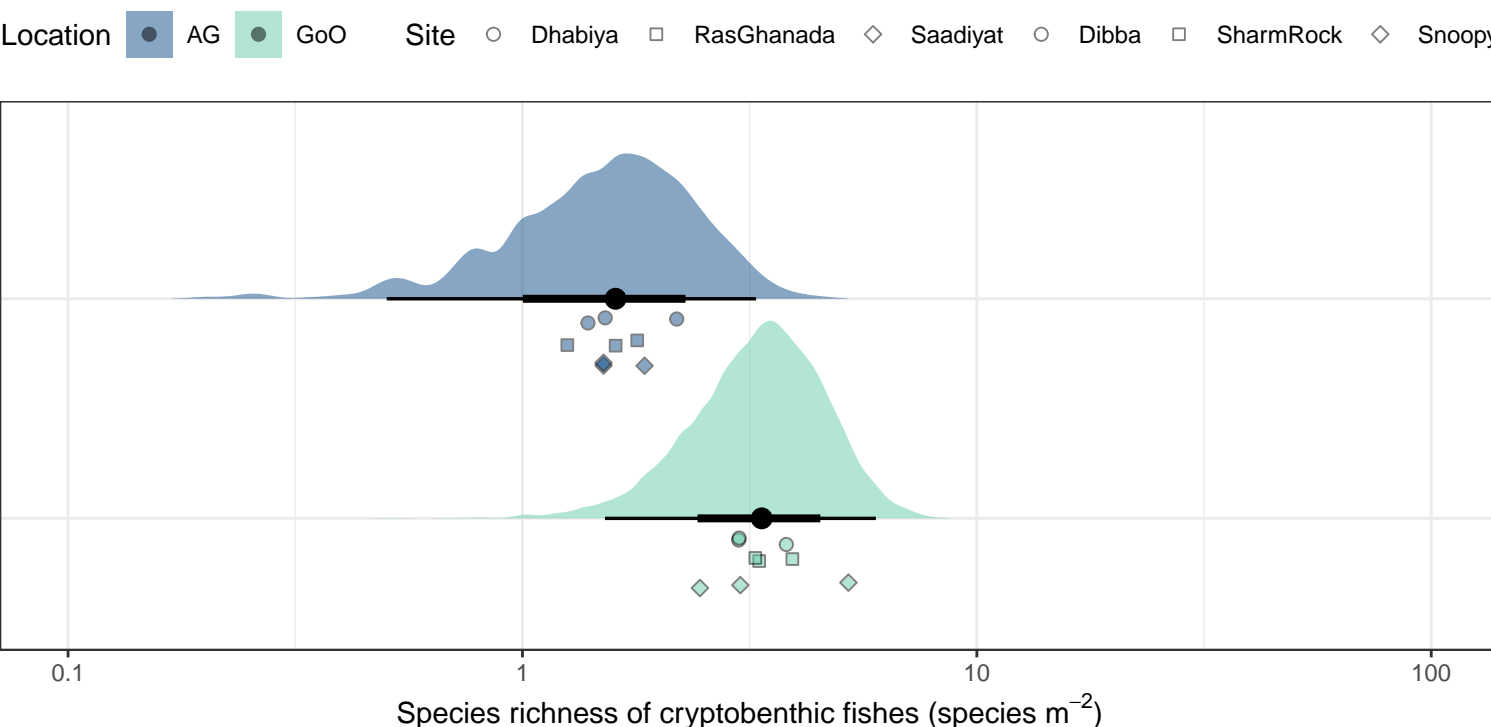 Location AG GoO Site Dhabiya RasGhanada Saadiyat Dibba SharmRock Snoopy
0.1 1 10 100
Species richness of cryptobenthic fishes (species m⁻²)